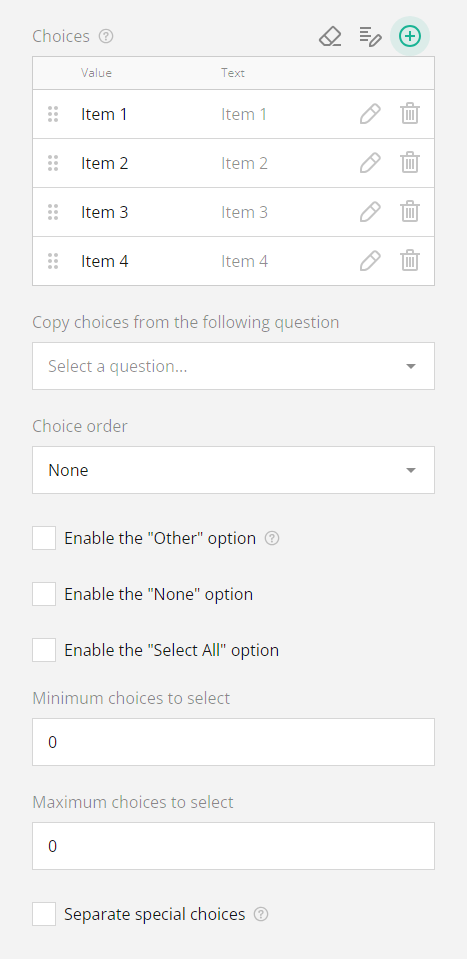 Choices
Value Text
Item 1 Item 1
Item 2 Item 2
Item 3 Item 3
Item 4 Item 4
Copy choices from the following question
Select a question...
Choice order
None
Enable the "Other" option
Enable the "None" option
Enable the "Select All" option
Minimum choices to select
0
Maximum choices to select
0
Separate special choices